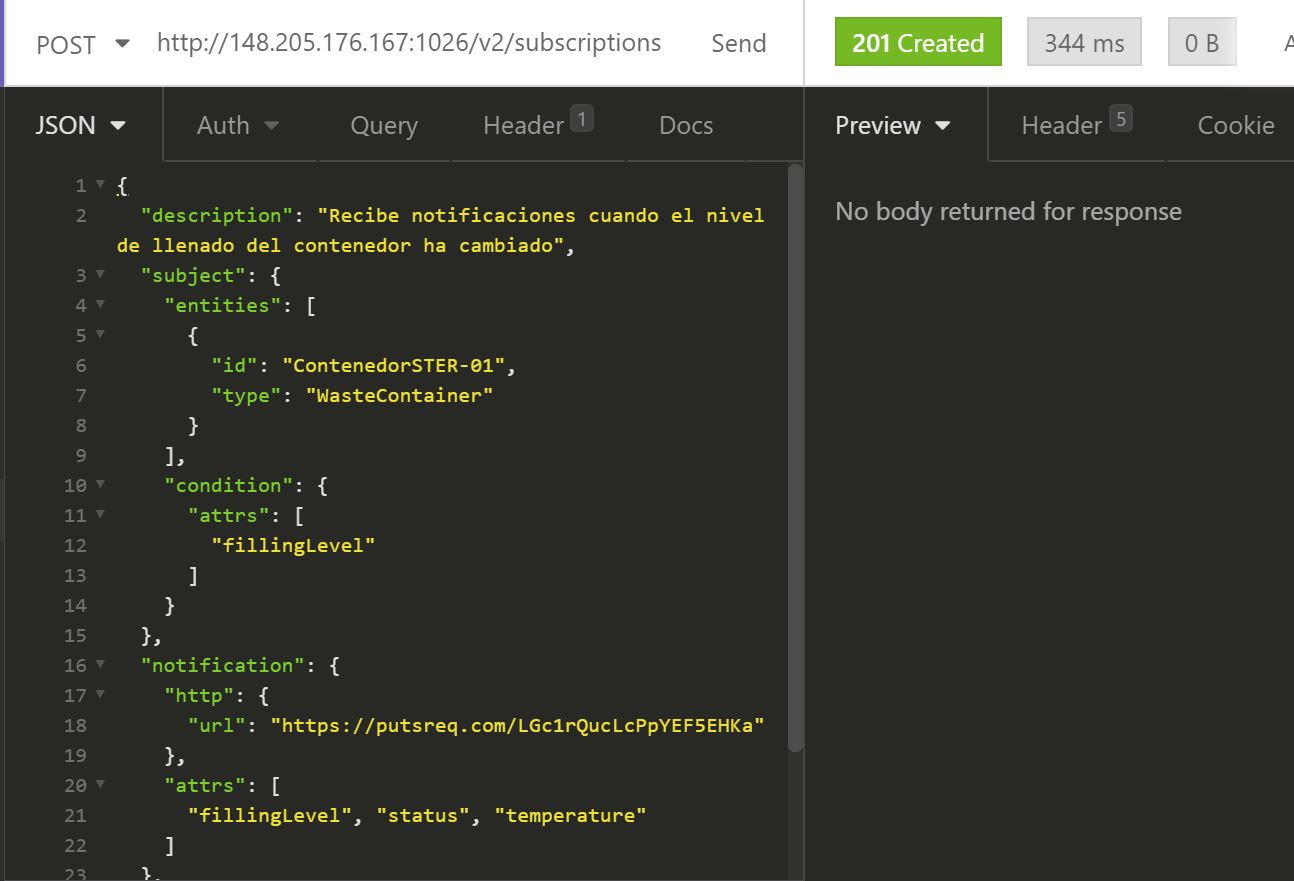 POST http://148.205.176.167:1026/v2/subscriptions Send 201 Created 344 ms 0 B A
JSON Auth Query Header 1 Docs Preview Header 5 Cookie
1 {
2 "description": "Recibe notificaciones cuando el nivel
de llenado del contenedor ha cambiado",
3 "subject": {
4 "entities": [
5 {
6 "id": "ContenedorSTER-01",
7 "type": "WasteContainer"
8 }
9 ],
10 "condition": {
11 "attrs": [
12 "fillingLevel"
13 ]
14 }
15 },
16 "notification": {
17 "http": {
18 "url": "https://putsreq.com/LGc1rQucLcPpYEF5EHKa"
19 },
20 "attrs": [
21 "fillingLevel", "status", "temperature"
22 ]
23 },
No body returned for response